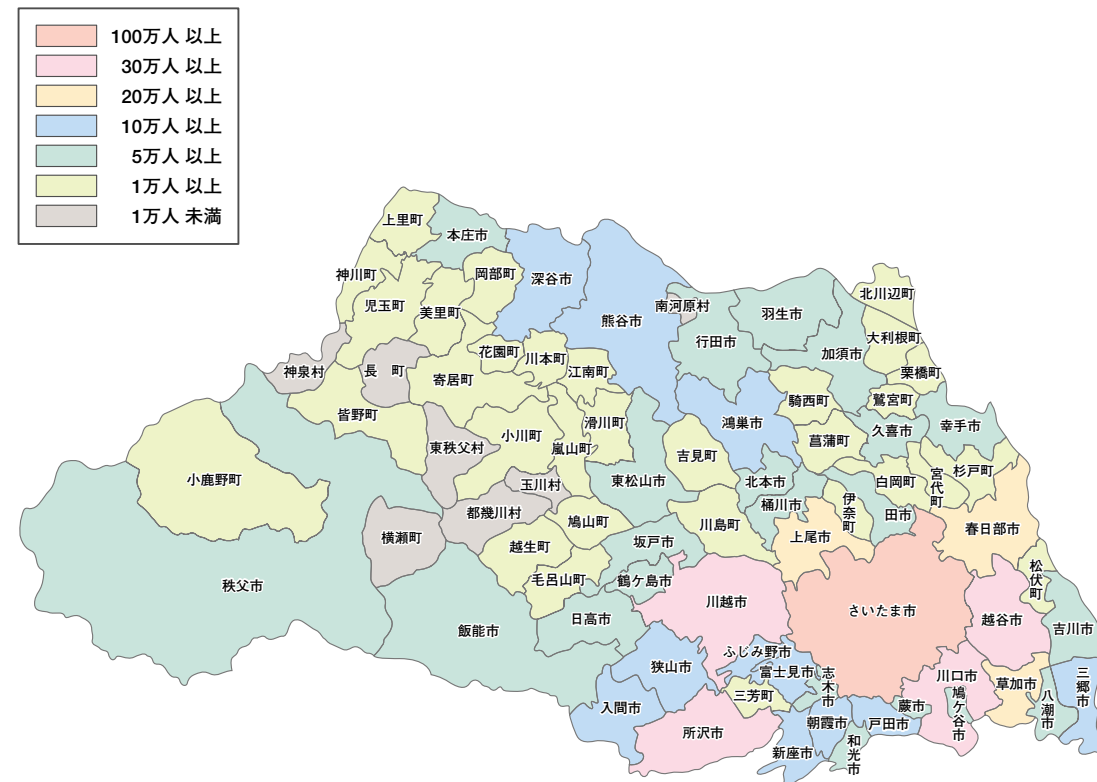 100万人 以上
30万人 以上
20万人 以上
10万人 以上
5万人 以上
1万人 以上
1万人 未満
上里町
本庄市
神川町
岡部町
深谷市
児玉町
美里町
熊谷市
南河原村
羽生市
北川辺町
行田市
加須市
大利根町
神泉村
長　町
花園町
川本町
江南町
寄居町
栗橋町
騎西町
鷲宮町
皆野町
東秩父村
小川町
嵐山町
滑川町
吉見町
鴻巣市
菖蒲町
久喜市
幸手市
小鹿野町
玉川村
東松山市
北本市
白岡町
宮代町
杉戸町
都幾川村
桶川市
伊奈町
田市
横瀬町
鳩山町
川島町
越生町
坂戸市
上尾市
春日部市
秩父市
毛呂山町
鶴ケ島市
松伏町
飯能市
日高市
川越市
さいたま市
越谷市
吉川市
狭山市
ふじみ野市
富士見市
志木市
川口市
草加市
三郷市
入間市
三芳町
蕨市
鳩ケ谷市
八潮市
所沢市
新座市
朝霞市
和光市
戸田市